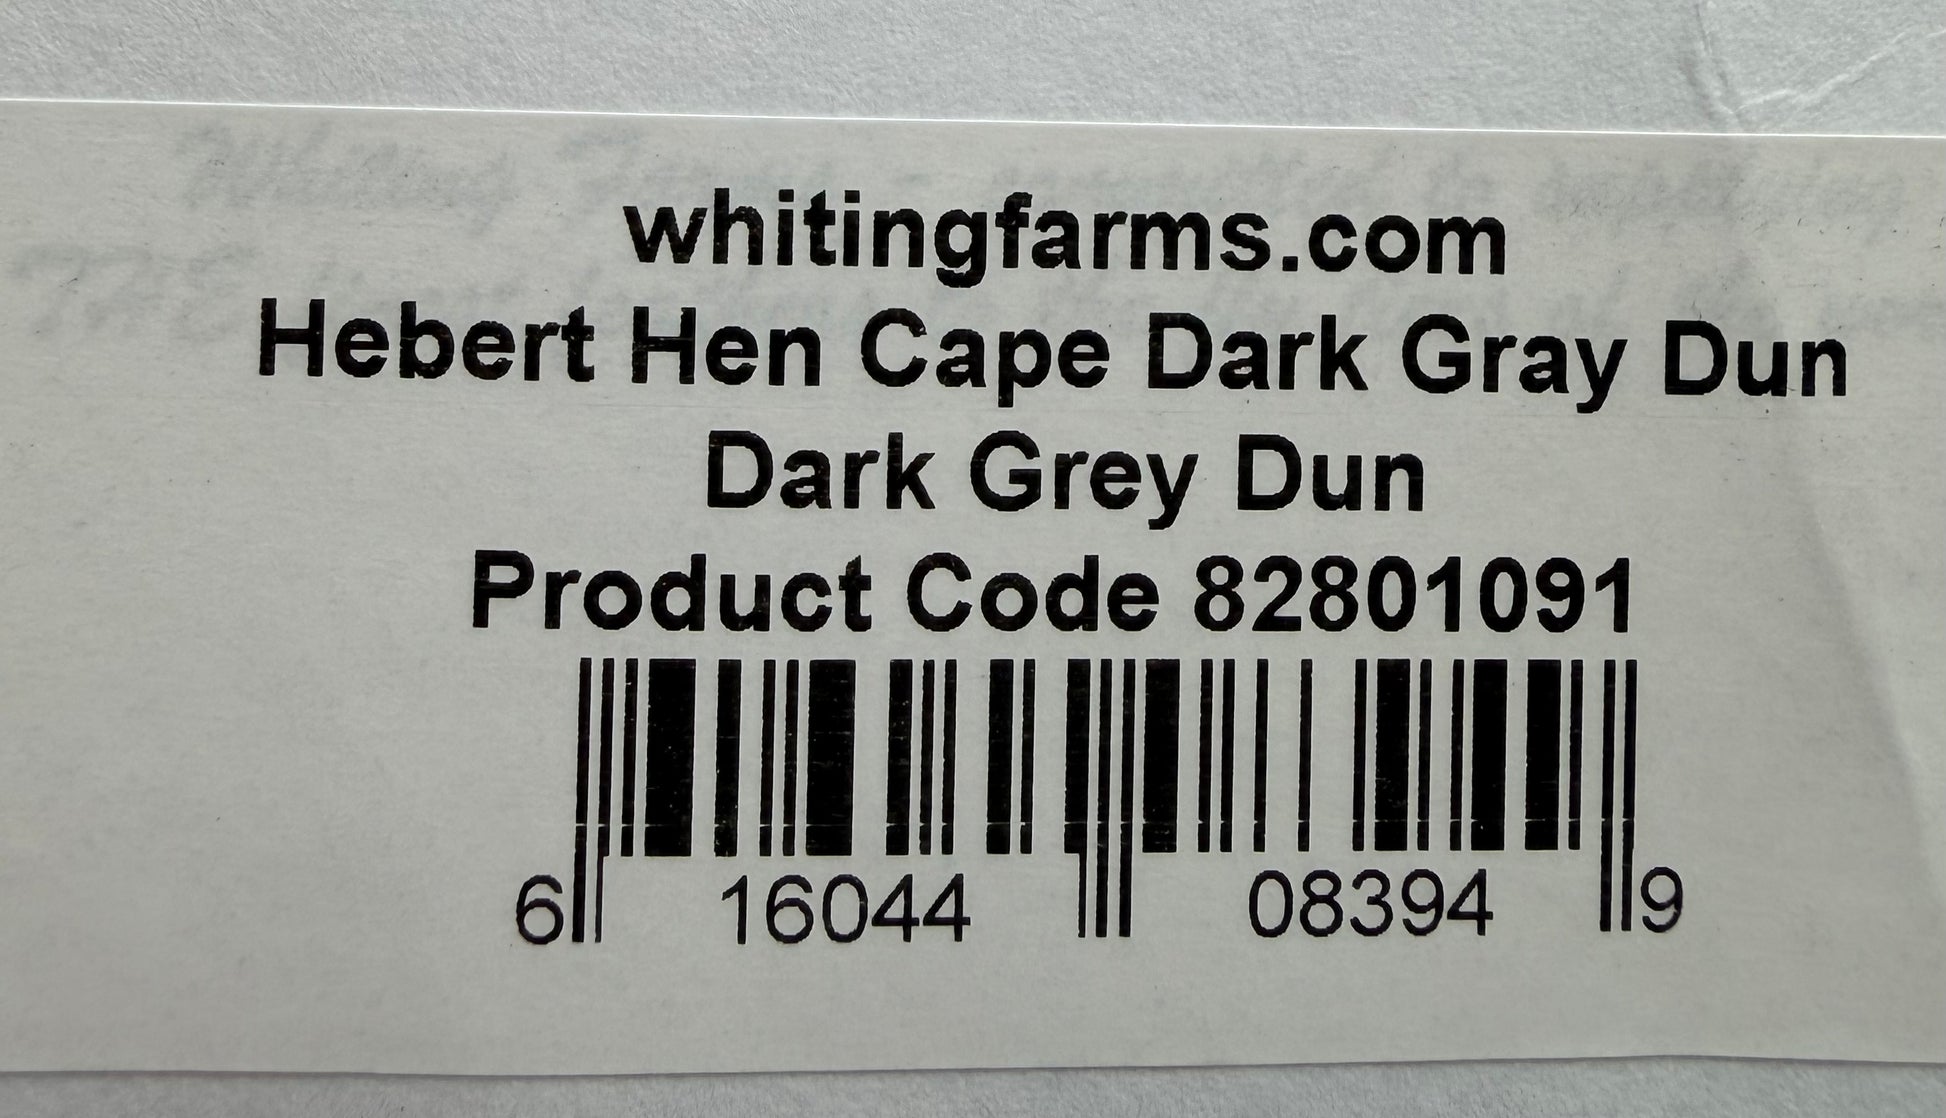 whitingfarms.com
Hebert Hen Cape Dark Gray Dun
Dark Grey Dun
Product Code 82801091
6 16044 08394 9